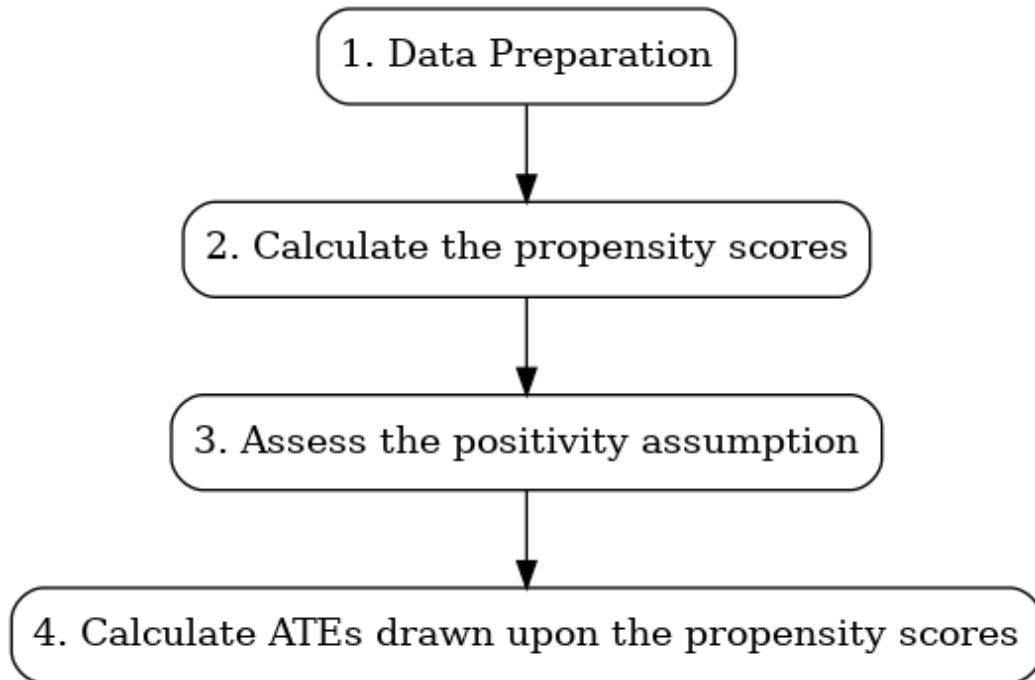 1. Data Preparation
2. Calculate the propensity scores
3. Assess the positivity assumption
4. Calculate ATEs drawn upon the propensity scores